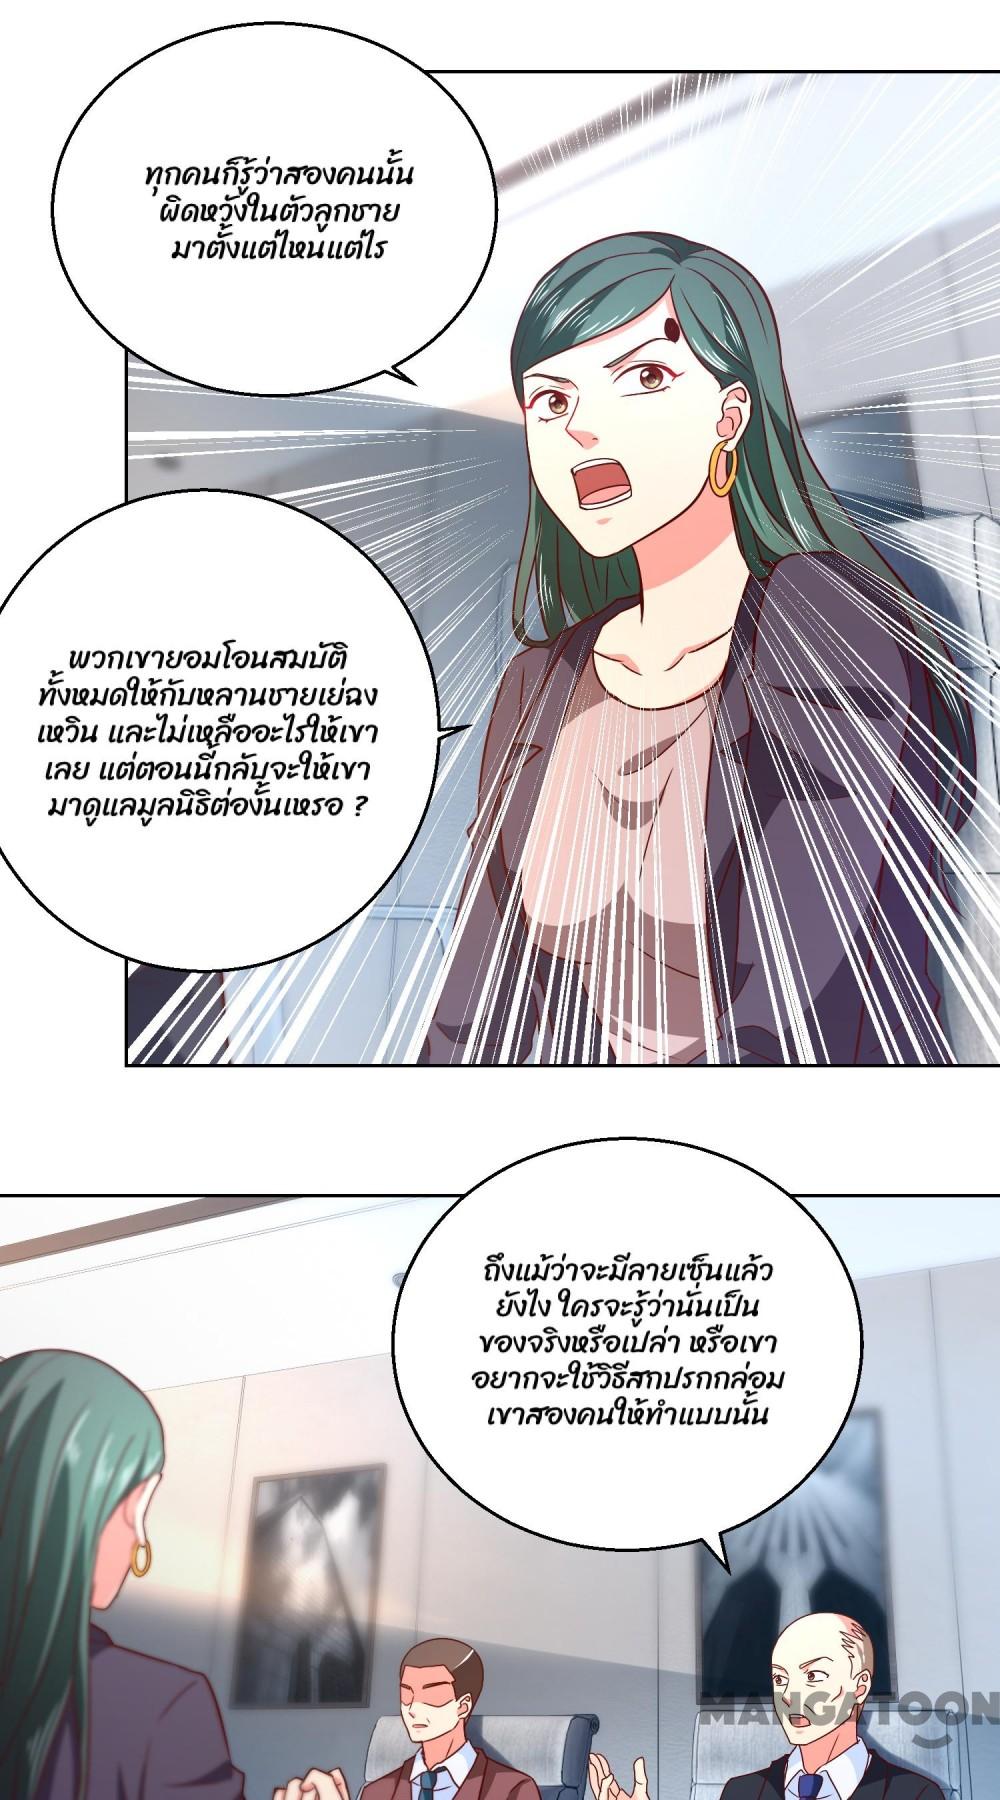 ทุกคนก็รู้ว่าสองคนนั้น
ผิดหวังในตัวลูกชาย
มาตั้งแต่ไหนแต่ไร
พวกเขายอมโอนสมบัติ
ทั้งหมดให้กับหลานชายเย่ฉง
เหวิน และไม่เหลืออะไรให้เขา
เลย แต่ตอนนี้กลับจะให้เขา
มาดูแลมูลนิธิต่องั้นเหรอ ?
ถึงแม้ว่าจะมีลายเซ็นแล้ว
ยังไง ใครจะรู้ว่านั่นเป็น
ของจริงหรือเปล่า หรือเขา
อยากจะใช้วิธีสกปรกกล่อม
เขาสองคนให้ทำแบบนั้น
MANGATOON